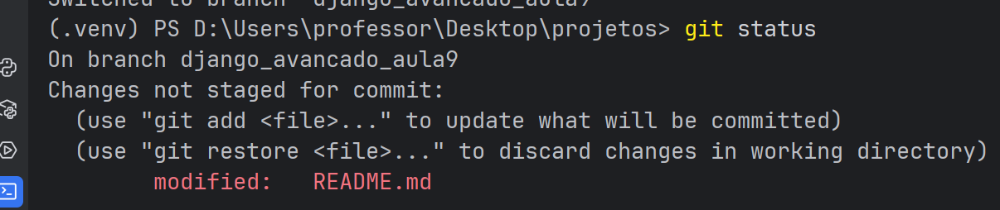 Switched to branch 'django_avancado_aula9'
(.venv) PS D:\Users\professor\Desktop\projetos> git status
On branch django_avancado_aula9
Changes not staged for commit:
  (use "git add <file>..." to update what will be committed)
  (use "git restore <file>..." to discard changes in working directory)
        modified:   README.md